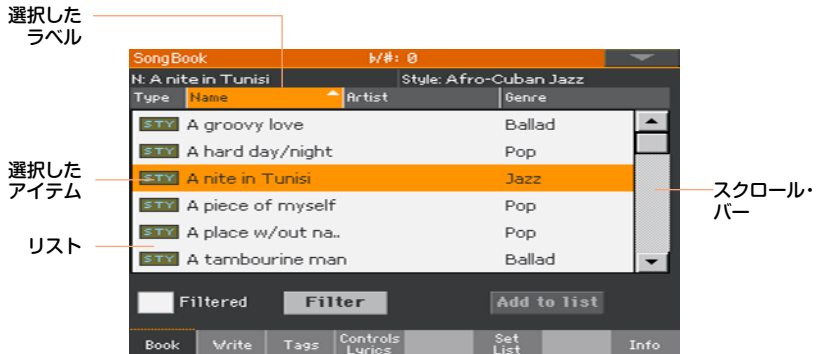 選択した
ラベル
SongBook ♭/#: 0
N: A nite in Tunisi Style: Afro-Cuban Jazz
Type Name Artist Genre
STY A groovy love Ballad
STY A hard day/night Pop
選択した
アイテム
STY A nite in Tunisi Jazz
スクロール・
バー
STY A piece of myself Pop
リスト
STY A place w/out na.. Pop
STY A tambourine man Ballad
Filtered Filter Add to list
Book Write Tags Controls Lyrics Set List Info